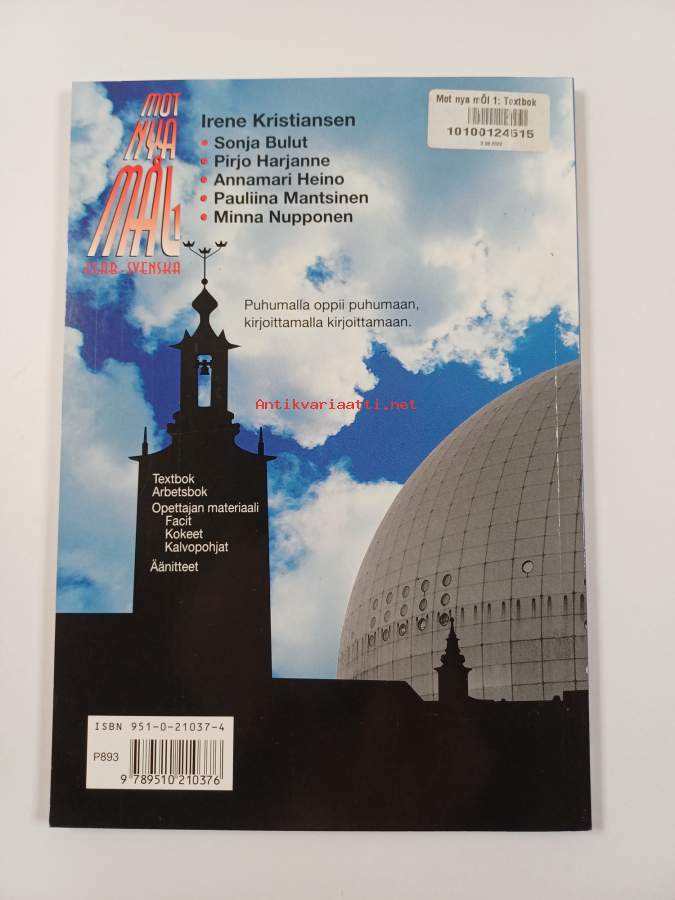 MOT
NYA
MÅL 1
KLAR SVENSKA
Irene Kristiansen
• Sonja Bulut
• Pirjo Harjanne
• Annamari Heino
• Pauliina Mantsinen
• Minna Nupponen
Mot nya mÖl 1: Textbok
10100124515
Puhumalla oppii puhumaan,
kirjoittamalla kirjoittamaan.
Antikvariaatti.net
Textbok
Arbetsbok
Opettajan materiaali
Facit
Kokeet
Kalvopohjat
Äänitteet
ISBN 951-0-21037-4
P893
9 789510 210376